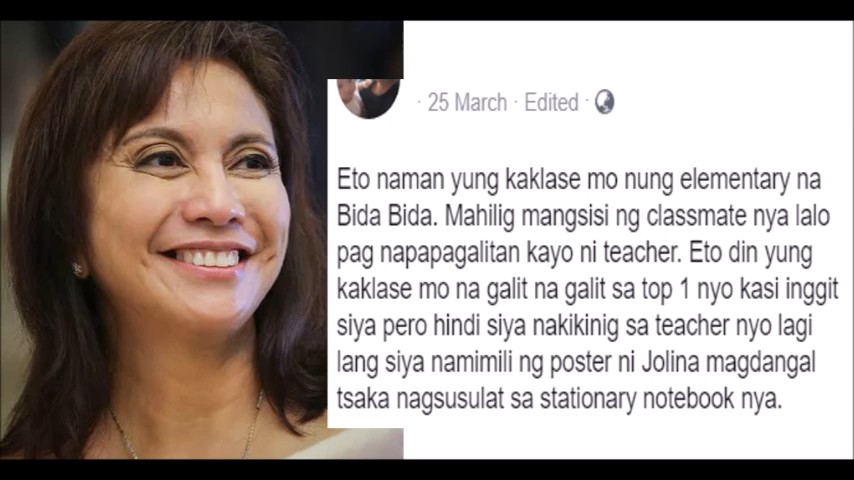 · 25 March · Edited ·
Eto naman yung kaklase mo nung elementary na
Bida Bida. Mahilig mangsisi ng classmate nya lalo
pag napapagalitan kayo ni teacher. Eto din yung
kaklase mo na galit na galit sa top 1 nyo kasi inggit
siya pero hindi siya nakikinig sa teacher nyo lagi
lang siya namimili ng poster ni Jolina magdangal
tsaka nagsusulat sa stationary notebook nya.